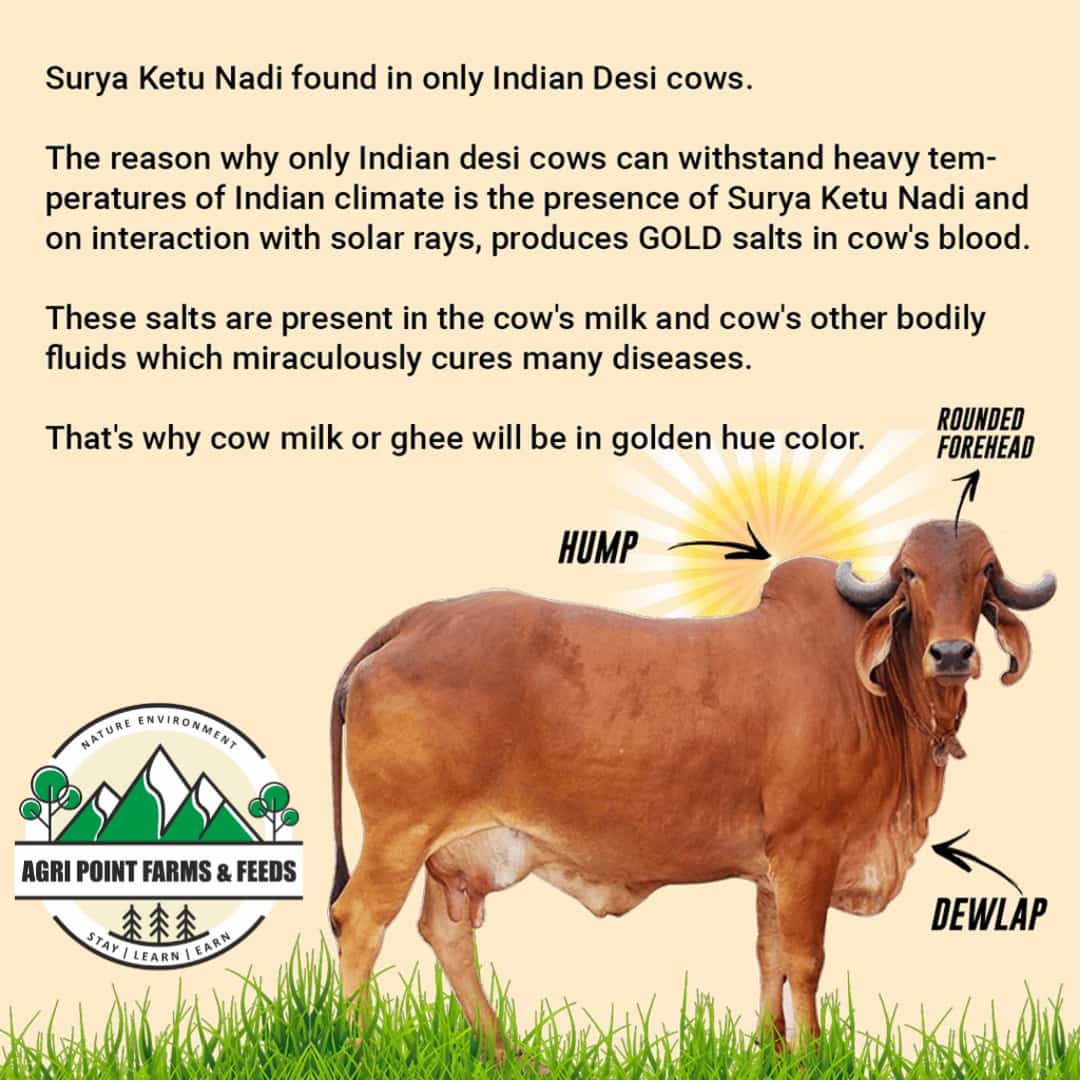 Surya Ketu Nadi found in only Indian Desi cows.
The reason why only Indian desi cows can withstand heavy tem-
peratures of Indian climate is the presence of Surya Ketu Nadi and
on interaction with solar rays, produces GOLD salts in cow's blood.
These salts are present in the cow's milk and cow's other bodily
fluids which miraculously cures many diseases.
That's why cow milk or ghee will be in golden hue color.
ROUNDED
FOREHEAD
HUMP
DEWLAP
NATURE ENVIRONMENT
AGRI POINT FARMS & FEEDS
STAY | LEARN | EARN